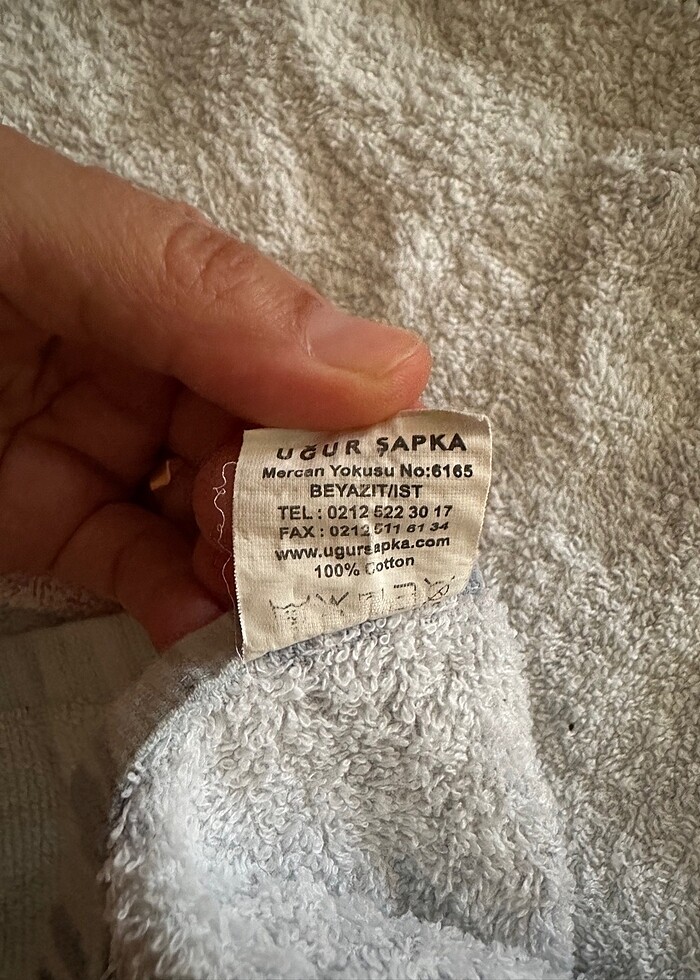 UĞUR ŞAPKA
Mercan Yokusu No:6165
BEYAZIT/IST
TEL : 0212 522 30 17
FAX : 0212 511 61 34
www.ugursapka.com
100% Cotton